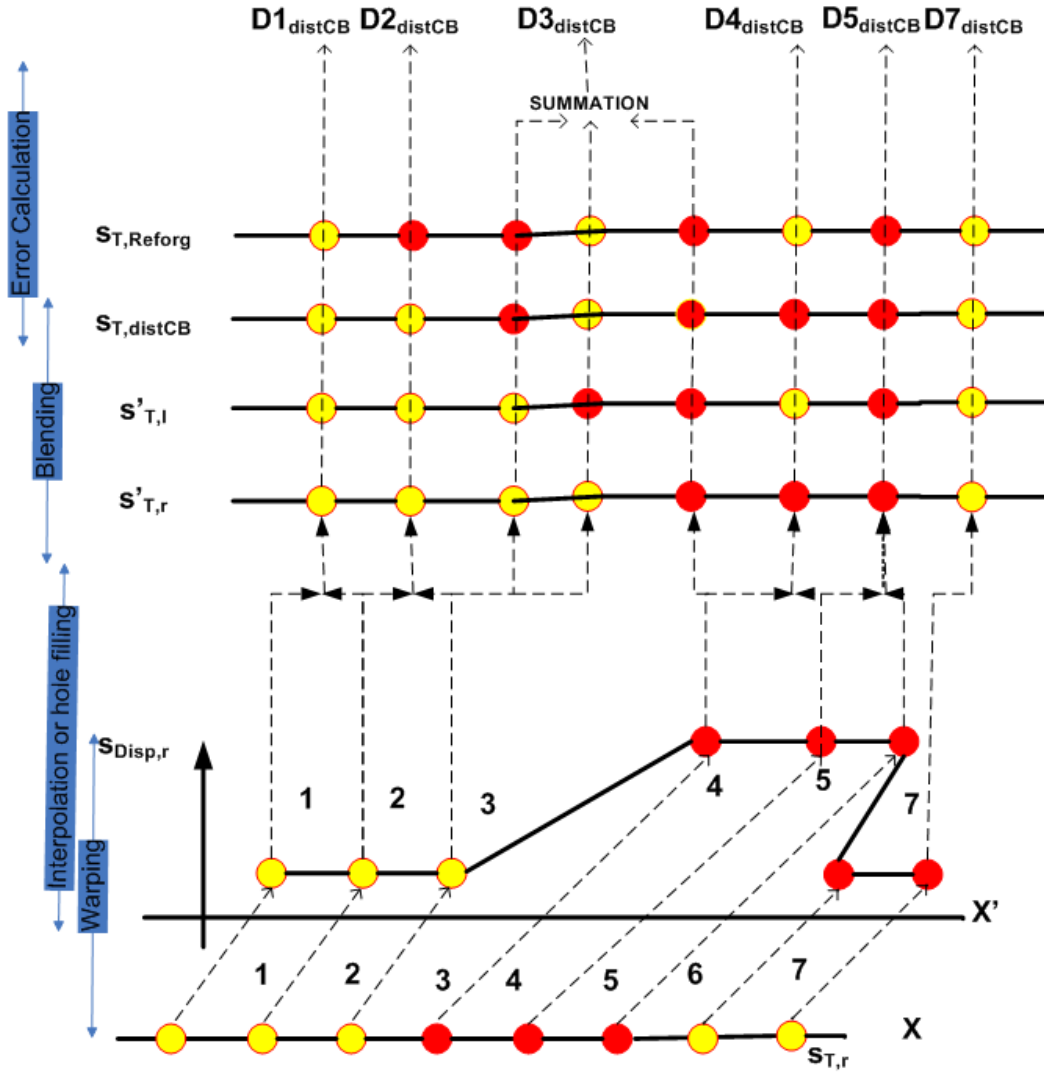 D1distCB D2distCB D3distCB D4distCB D5distCB D7distCB
SUMMATION
Error Calculation
sT,Reforg
sT,distCB
Blending
s'T,l
s'T,r
Interpolation or hole filling
sDisp,r
1 2 3 4 5 7
Warping
X'
1 2 3 4 5 6 7
X
sT,r